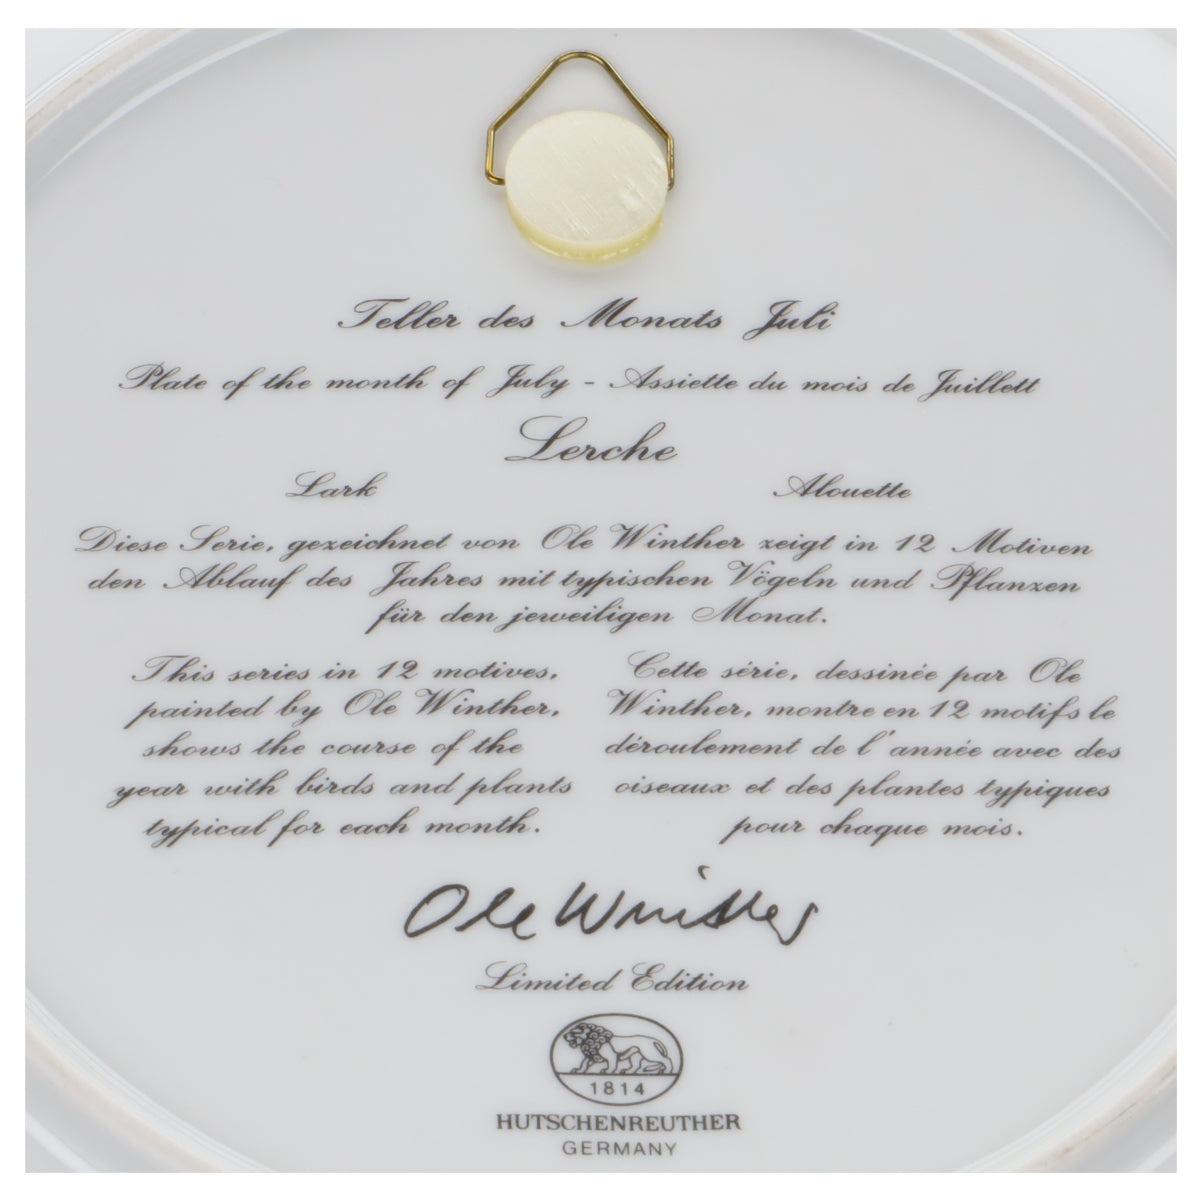 Teller des Monats Juli
Plate of the month of July - Assiette du mois de Juillett
Lerche
Lark
Alouette
Diese Serie, gezeichnet von Ole Winther zeigt in 12 Motiven
den Ablauf des Jahres mit typischen Vögeln und Pflanzen
für den jeweiligen Monat.
This series in 12 motives,
painted by Ole Winther,
shows the course of the
year with birds and plants
typical for each month.
Cette série, dessinée par Ole
Winther, montre en 12 motifs le
déroulement de l'année avec des
oiseaux et des plantes typiques
pour chaque mois.
Ole Winther
Limited Edition
1814
HUTSCHENREUTHER
GERMANY